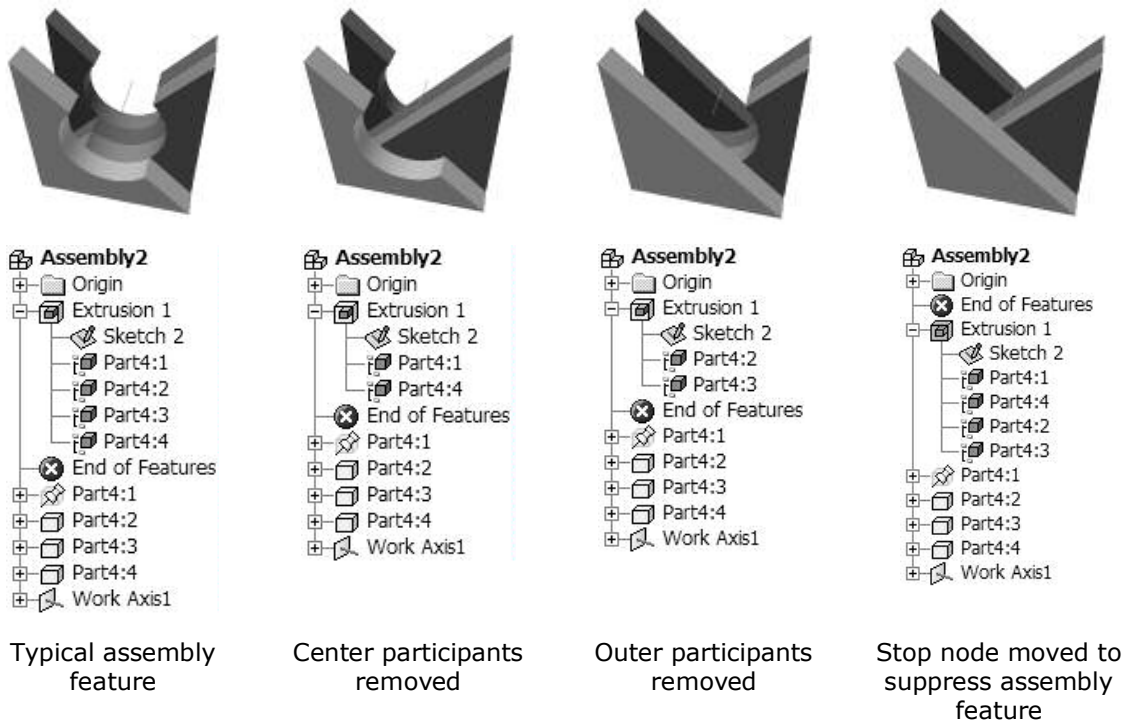 Assembly2
Origin
Extrusion 1
Sketch 2
Part4:1
Part4:2
Part4:3
Part4:4
End of Features
Part4:1
Part4:2
Part4:3
Part4:4
Work Axis1
Typical assembly
feature
Assembly2
Origin
Extrusion 1
Sketch 2
Part4:1
Part4:4
End of Features
Part4:1
Part4:2
Part4:3
Part4:4
Work Axis1
Center participants
removed
Assembly2
Origin
Extrusion 1
Sketch 2
Part4:2
Part4:3
End of Features
Part4:1
Part4:2
Part4:3
Part4:4
Work Axis1
Outer participants
removed
Assembly2
Origin
End of Features
Extrusion 1
Sketch 2
Part4:1
Part4:4
Part4:2
Part4:3
Part4:1
Part4:2
Part4:3
Part4:4
Work Axis1
Stop node moved to
suppress assembly
feature